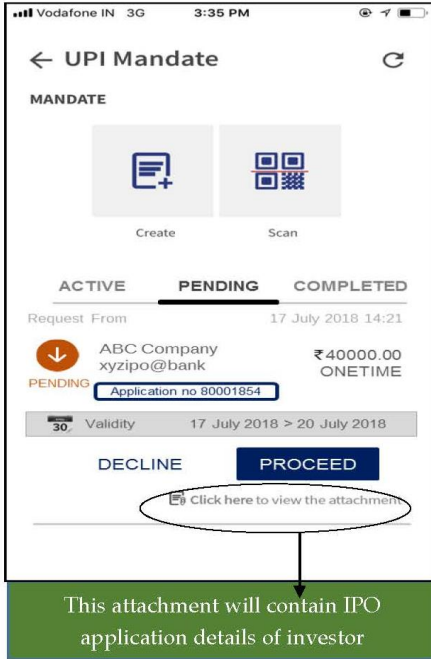 Vodafone IN 3G 3:35 PM
← UPI Mandate
MANDATE
Create Scan
ACTIVE PENDING COMPLETED
Request From 17 July 2018 14:21
ABC Company ₹40000.00
xyzipo@bank ONETIME
PENDING
Application no 80001854
30 Validity 17 July 2018 > 20 July 2018
DECLINE PROCEED
Click here to view the attachment
This attachment will contain IPO
application details of investor